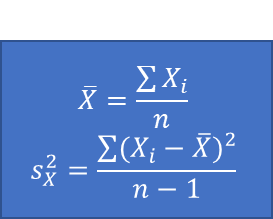 X̄ = ∑ Xᵢ / n
s²_X = ∑(Xᵢ − X̄)² / n − 1